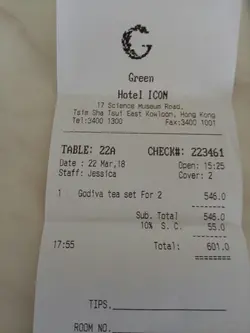 G
Green
Hotel ICON
17 Science Museum Road,
Tsim Sha Tsui East Kowloon, Hong Kong
Tel:3400 1300 Fax:3400 1001
TABLE: 22A CHECK#: 223461
Date : 22 Mar,18 Open: 15:25
Staff: Jessica Cover: 2
1 Godiva tea set For 2 546.0
Sub. Total 546.0
10% S. C. 55.0
17:55 Total: 601.0
TIPS.
ROOM NO.